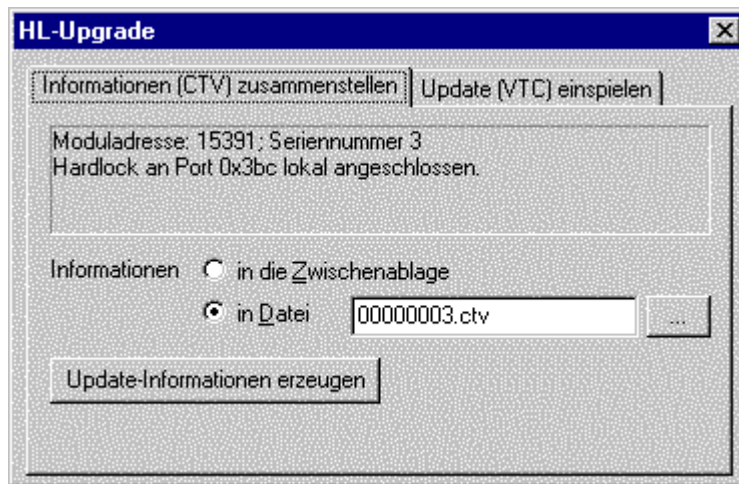 HL-Upgrade
Informationen (CTV) zusammenstellen Update (VTC) einspielen
Moduladresse: 15391; Seriennummer 3
Hardlock an Port 0x3bc lokal angeschlossen.
Informationen in die Zwischenablage
in Datei 00000003.ctv ...
Update-Informationen erzeugen